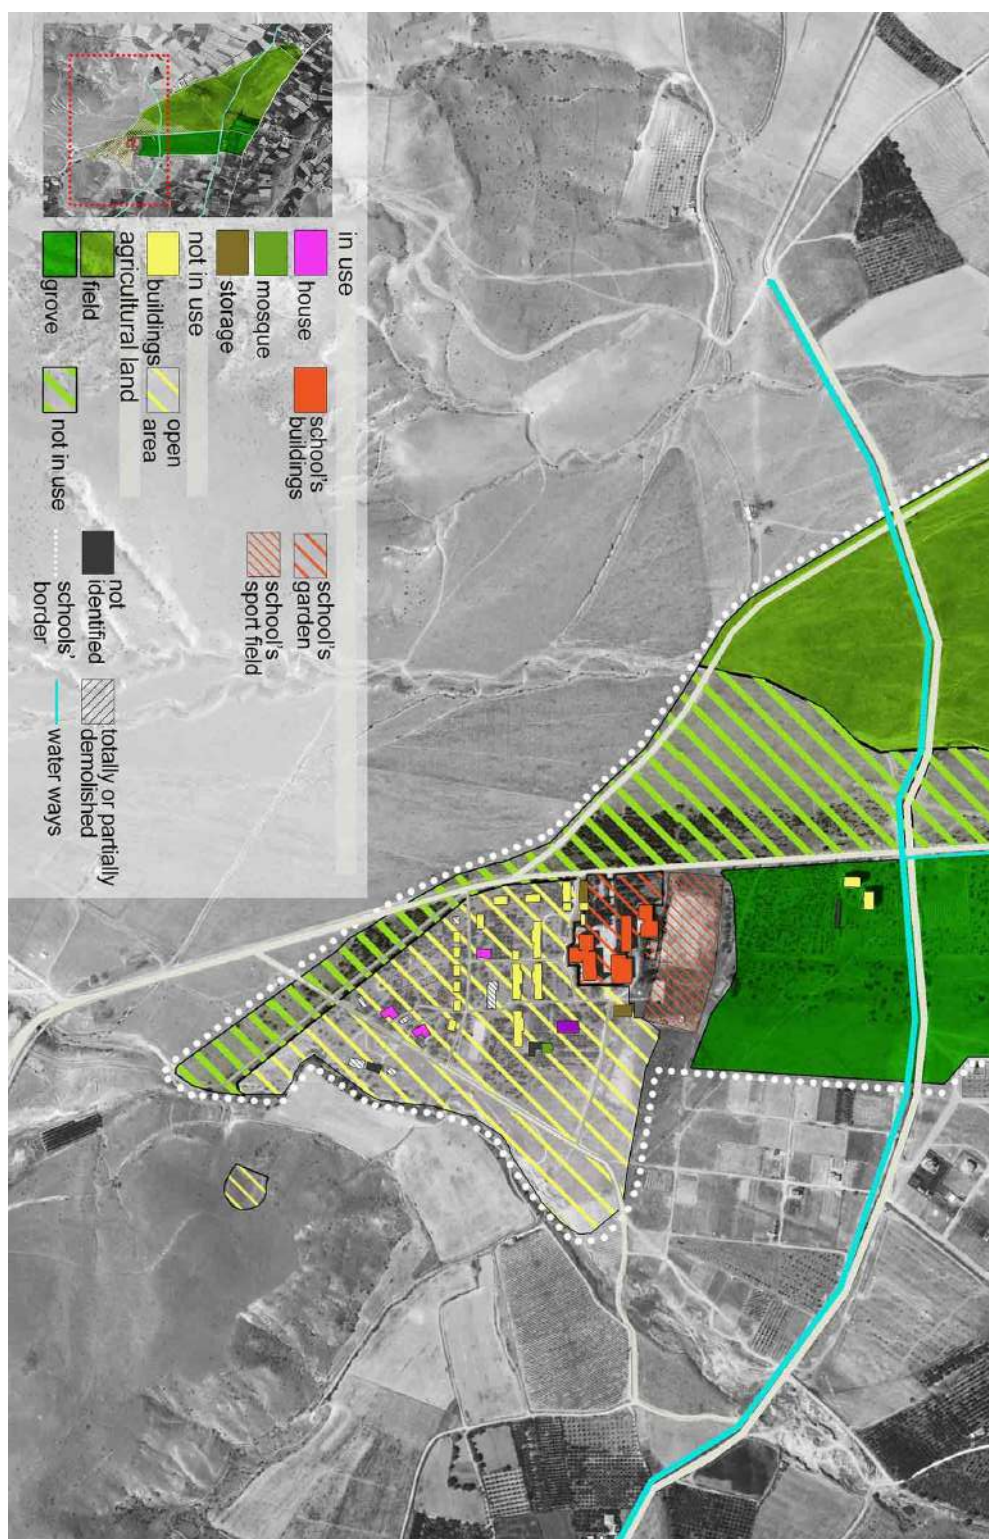 in use
house
mosque
storage
school's
buildings
school's
garden
school's
sport field
not in use
buildings
open
area
agricultural land
field
grove
not in use
not
identified
totally or partially
demolished
schools'
border
water ways